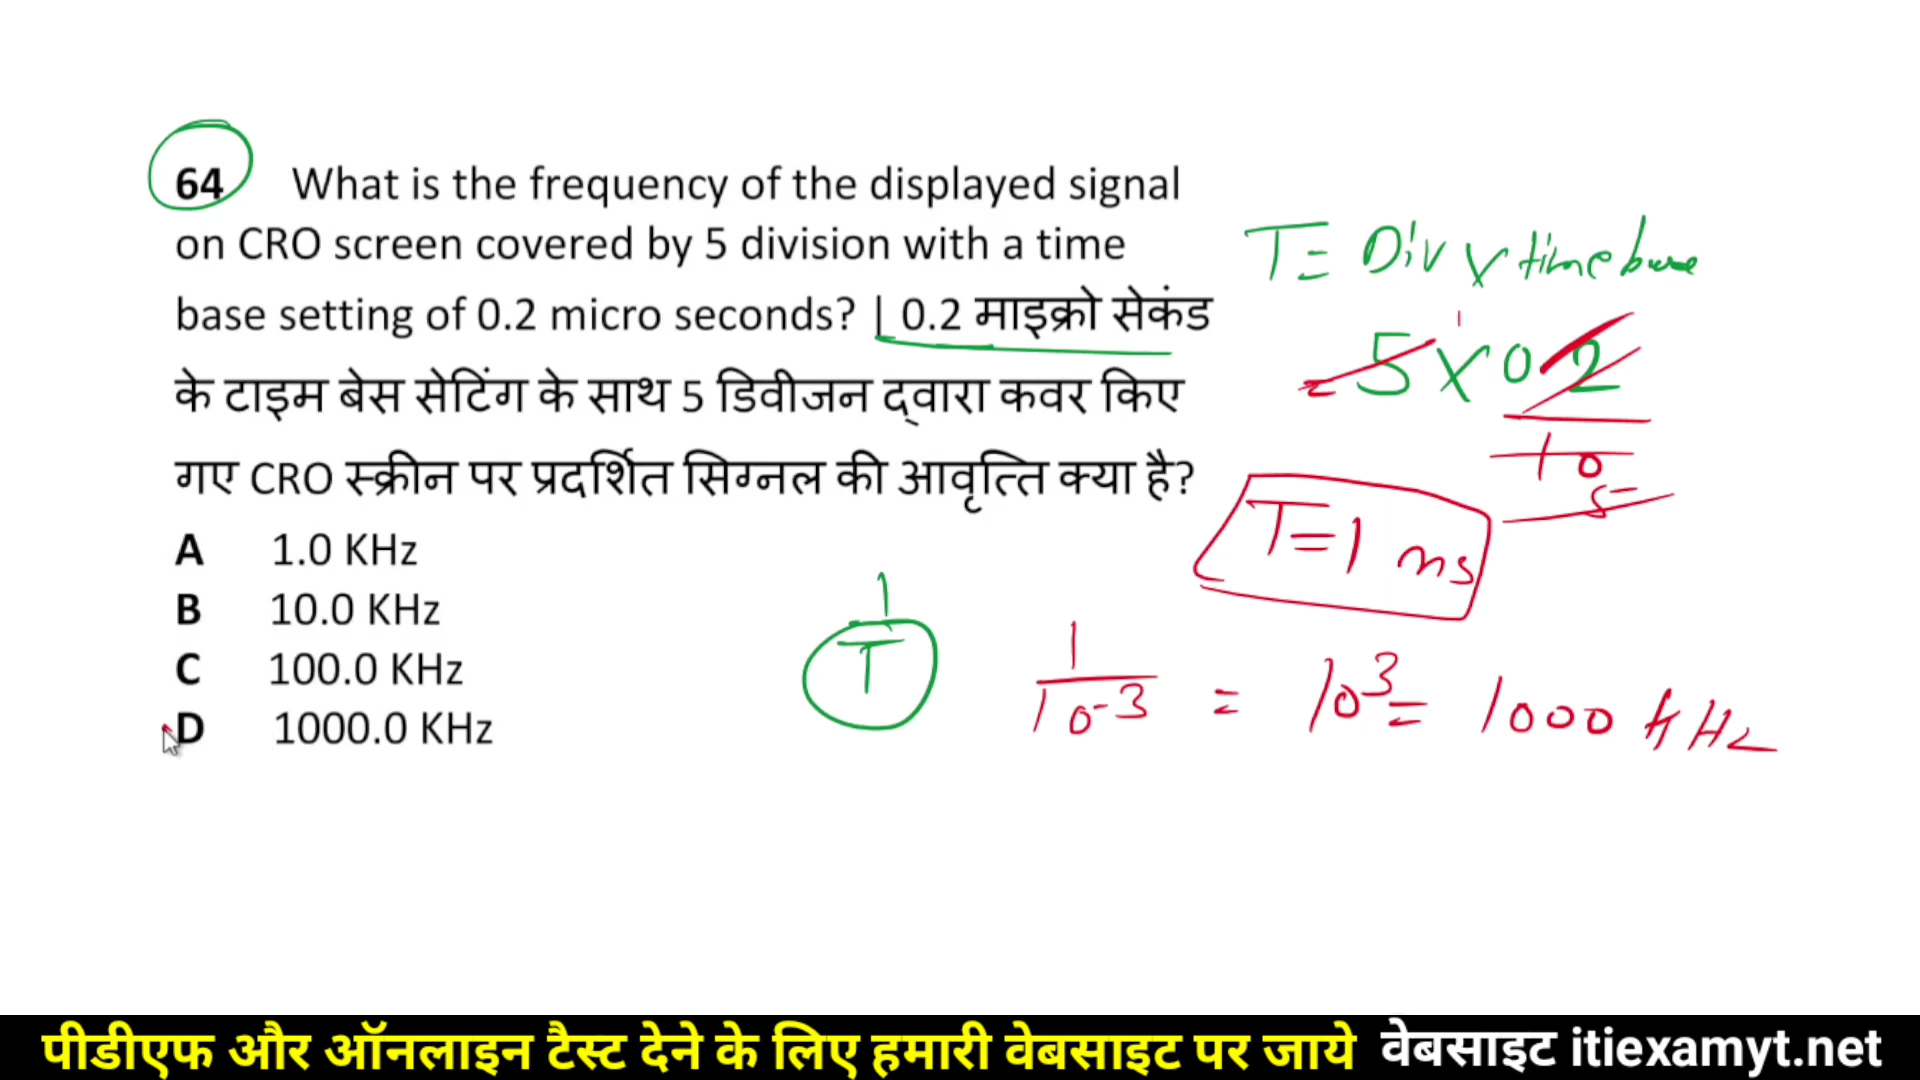 64 What is the frequency of the displayed signal
on CRO screen covered by 5 division with a time
base setting of 0.2 micro seconds? | 0.2 माइक्रो सेकंड
के टाइम बेस सेटिंग के साथ 5 डिवीजन द्वारा कवर किए
गए CRO स्क्रीन पर प्रदर्शित सिग्नल की आवृत्ति क्या है?
A 1.0 KHz
B 10.0 KHz
C 100.0 KHz
D 1000.0 KHz
T = Div x time base
= 5 x 0 2
10
T = 1 ms
1
T
1
10-3 = 10³ = 1000 KHz
पीडीएफ और ऑनलाइन टैस्ट देने के लिए हमारी वेबसाइट पर जाये वेबसाइट itiexamyt.net